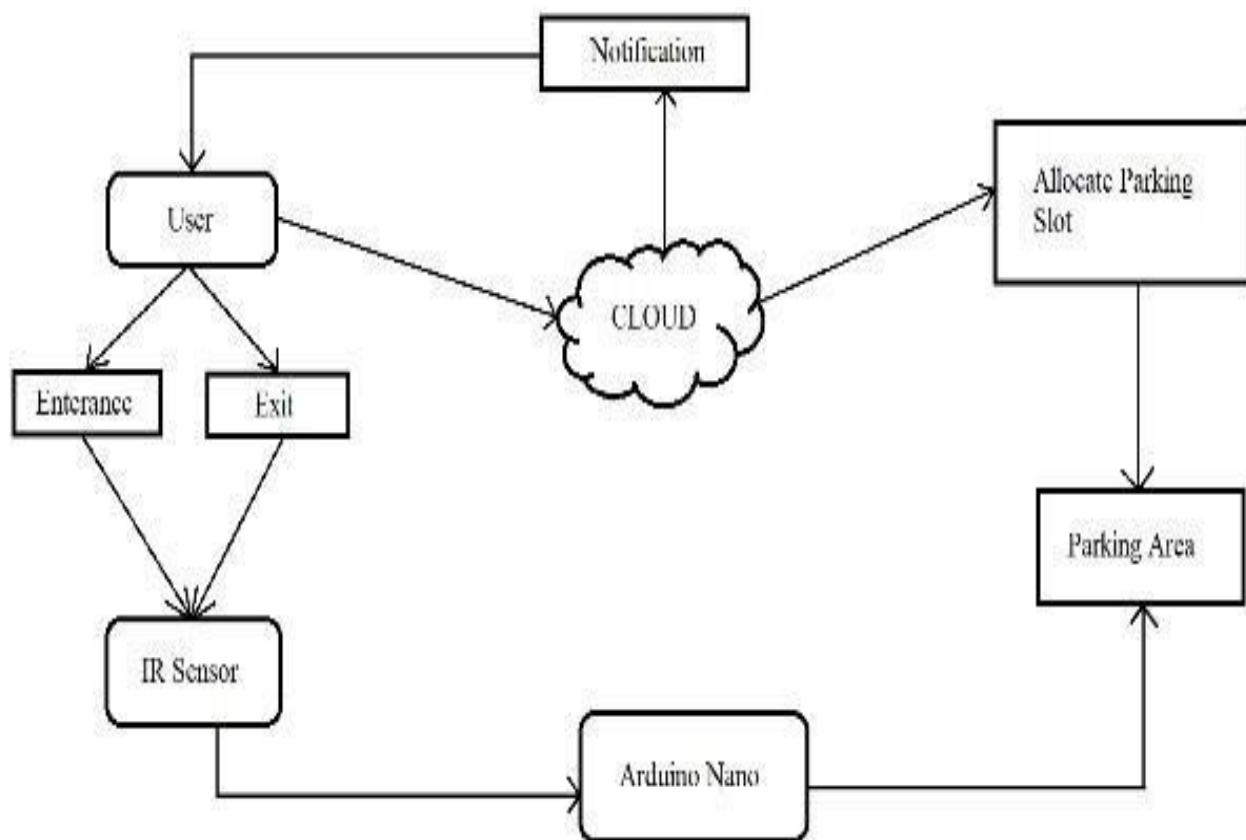 Notification
Allocate Parking
Slot
User
CLOUD
Enterance
Exit
Parking Area
IR Sensor
Arduino Nano